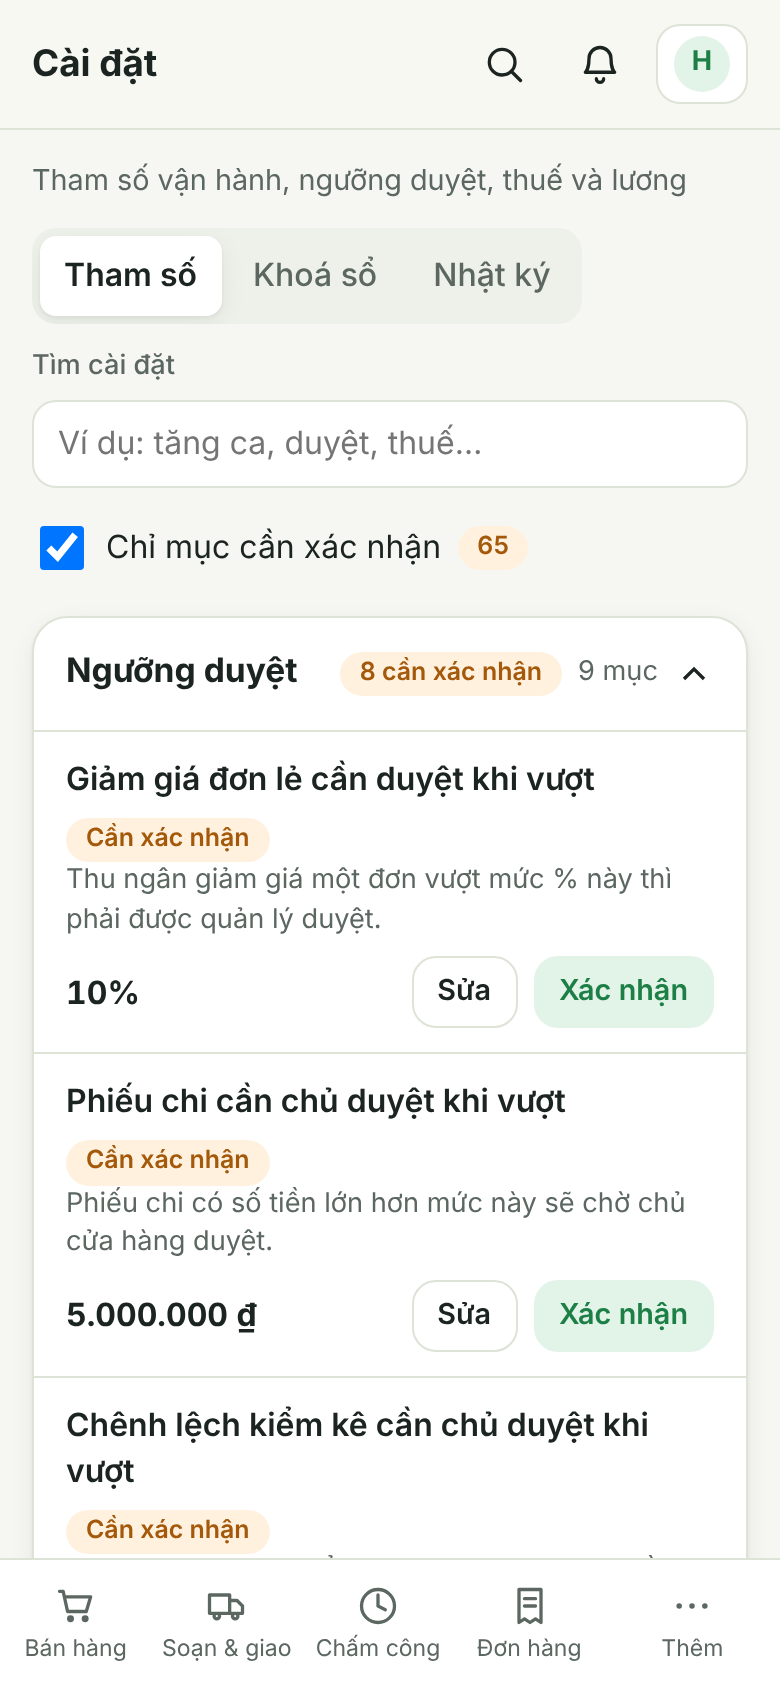 Cài đặt
H
Tham số vận hành, ngưỡng duyệt, thuế và lương
Tham số Khoá sổ Nhật ký
Tìm cài đặt
Ví dụ: tăng ca, duyệt, thuế...
Chỉ mục cần xác nhận 65
Ngưỡng duyệt 8 cần xác nhận 9 mục
Giảm giá đơn lẻ cần duyệt khi vượt
Cần xác nhận
Thu ngân giảm giá một đơn vượt mức % này thì
phải được quản lý duyệt.
10% Sửa Xác nhận
Phiếu chi cần chủ duyệt khi vượt
Cần xác nhận
Phiếu chi có số tiền lớn hơn mức này sẽ chờ chủ
cửa hàng duyệt.
5.000.000 ₫ Sửa Xác nhận
Chênh lệch kiểm kê cần chủ duyệt khi
vượt
Cần xác nhận
Bán hàng Soạn & giao Chấm công Đơn hàng Thêm